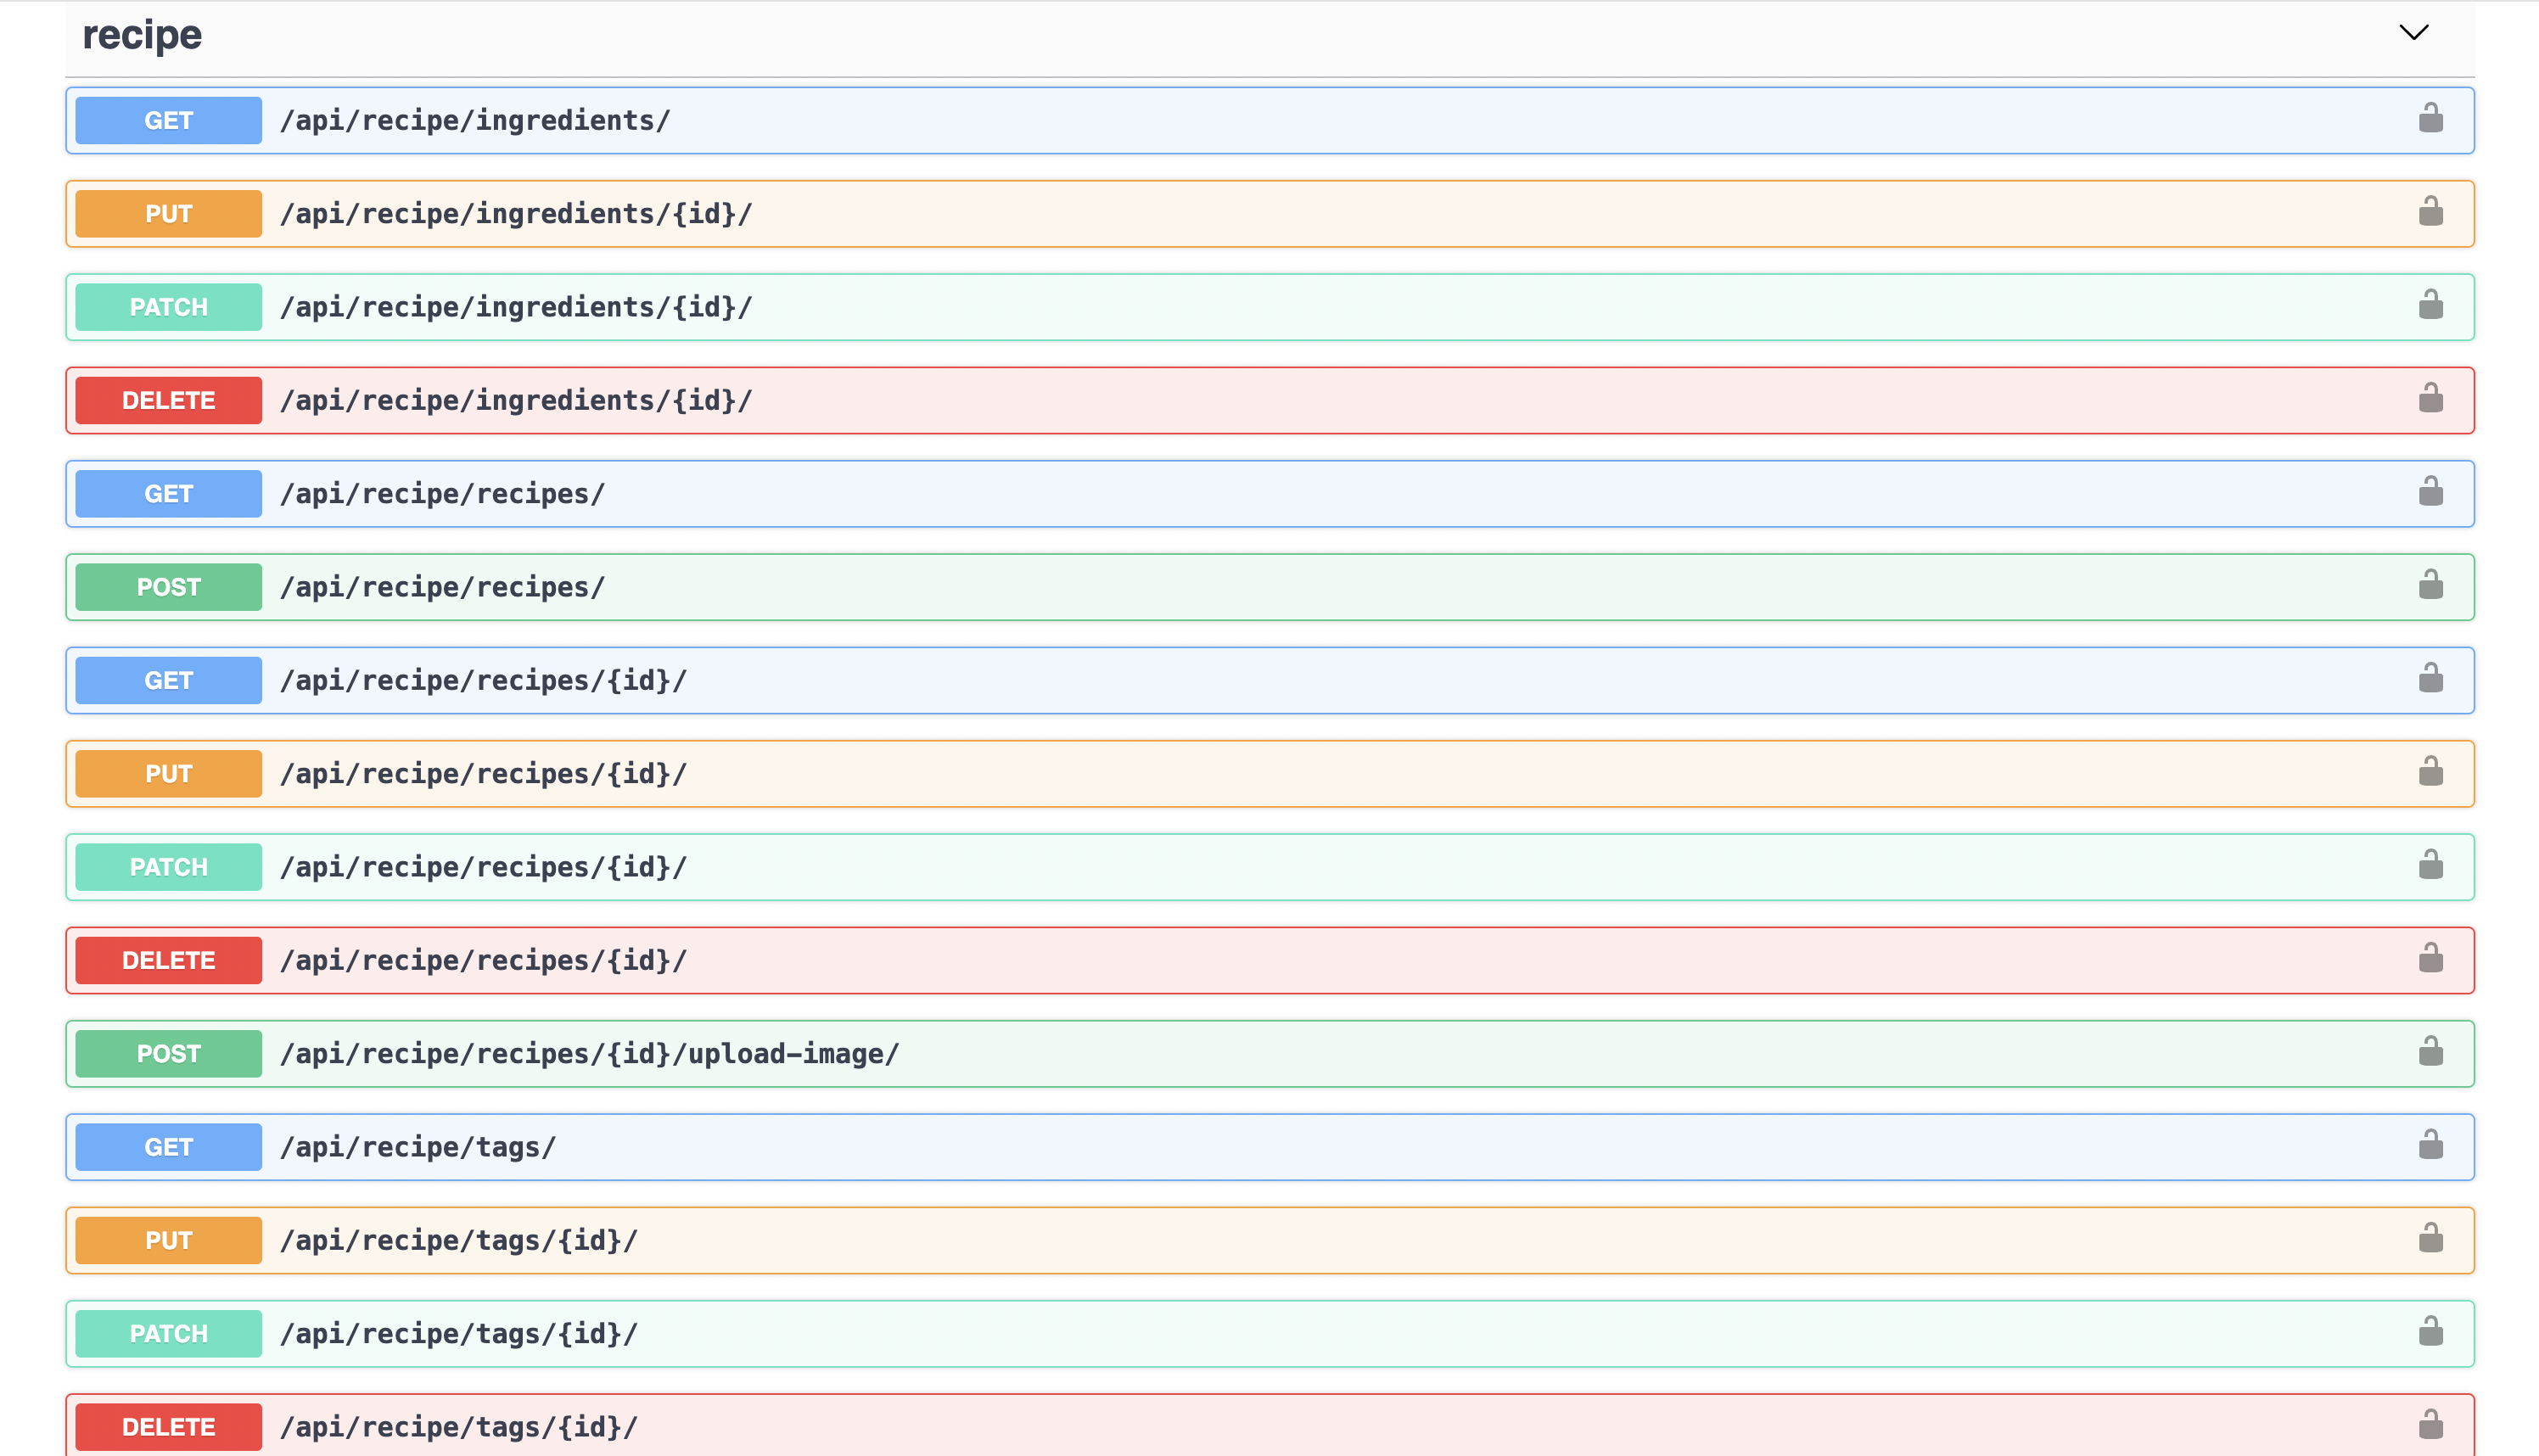 recipe
GET /api/recipe/ingredients/
PUT /api/recipe/ingredients/{id}/
PATCH /api/recipe/ingredients/{id}/
DELETE /api/recipe/ingredients/{id}/
GET /api/recipe/recipes/
POST /api/recipe/recipes/
GET /api/recipe/recipes/{id}/
PUT /api/recipe/recipes/{id}/
PATCH /api/recipe/recipes/{id}/
DELETE /api/recipe/recipes/{id}/
POST /api/recipe/recipes/{id}/upload-image/
GET /api/recipe/tags/
PUT /api/recipe/tags/{id}/
PATCH /api/recipe/tags/{id}/
DELETE /api/recipe/tags/{id}/